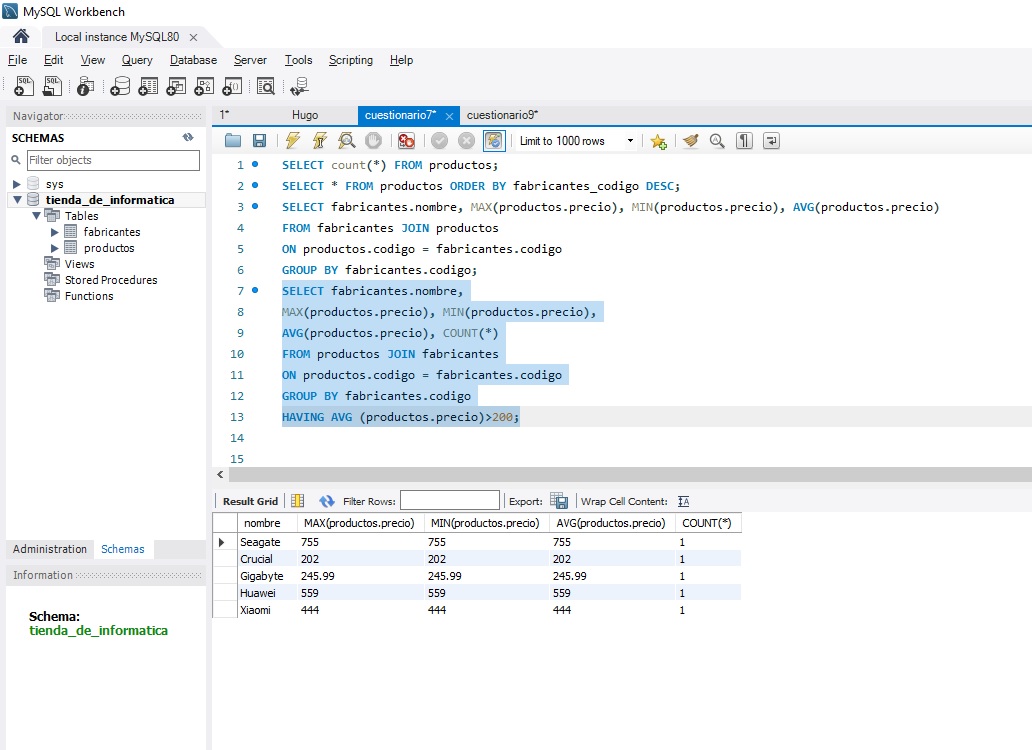 MySQL Workbench
Local instance MySQL80
File Edit View Query Database Server Tools Scripting Help
Navigator
SCHEMAS
Filter objects
sys
tienda_de_informatica
Tables
fabricantes
productos
Views
Stored Procedures
Functions
Administration Schemas
Information
Schema:
tienda_de_informatica
1* Hugo cuestionario7* cuestionario9*
Limit to 1000 rows
1 SELECT count(*) FROM productos;
2 SELECT * FROM productos ORDER BY fabricantes_codigo DESC;
3 SELECT fabricantes.nombre, MAX(productos.precio), MIN(productos.precio), AVG(productos.precio)
4 FROM fabricantes JOIN productos
5 ON productos.codigo = fabricantes.codigo
6 GROUP BY fabricantes.codigo;
7 SELECT fabricantes.nombre,
8 MAX(productos.precio), MIN(productos.precio),
9 AVG(productos.precio), COUNT(*)
10 FROM productos JOIN fabricantes
11 ON productos.codigo = fabricantes.codigo
12 GROUP BY fabricantes.codigo
13 HAVING AVG (productos.precio)>200;
14
15
Result Grid Filter Rows: Export: Wrap Cell Content:
nombre MAX(productos.precio) MIN(productos.precio) AVG(productos.precio) COUNT(*)
Seagate 755 755 755 1
Crucial 202 202 202 1
Gigabyte 245.99 245.99 245.99 1
Huawei 559 559 559 1
Xiaomi 444 444 444 1